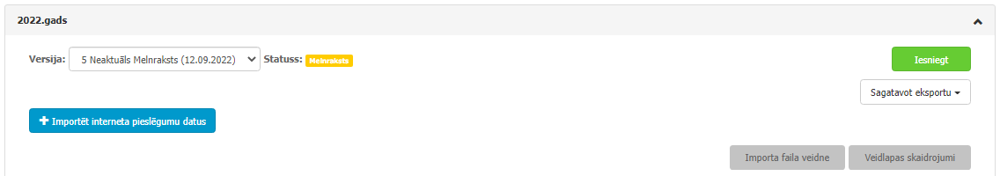 2022.gads
Versija: 5 Neaktuāls Melnraksts (12.09.2022) Statuss: Melnraksts
Iesniegt
Sagatavot eksportu
Importēt interneta pieslēgumu datus
Importa faila veidne Veidlapas skaidrojumi